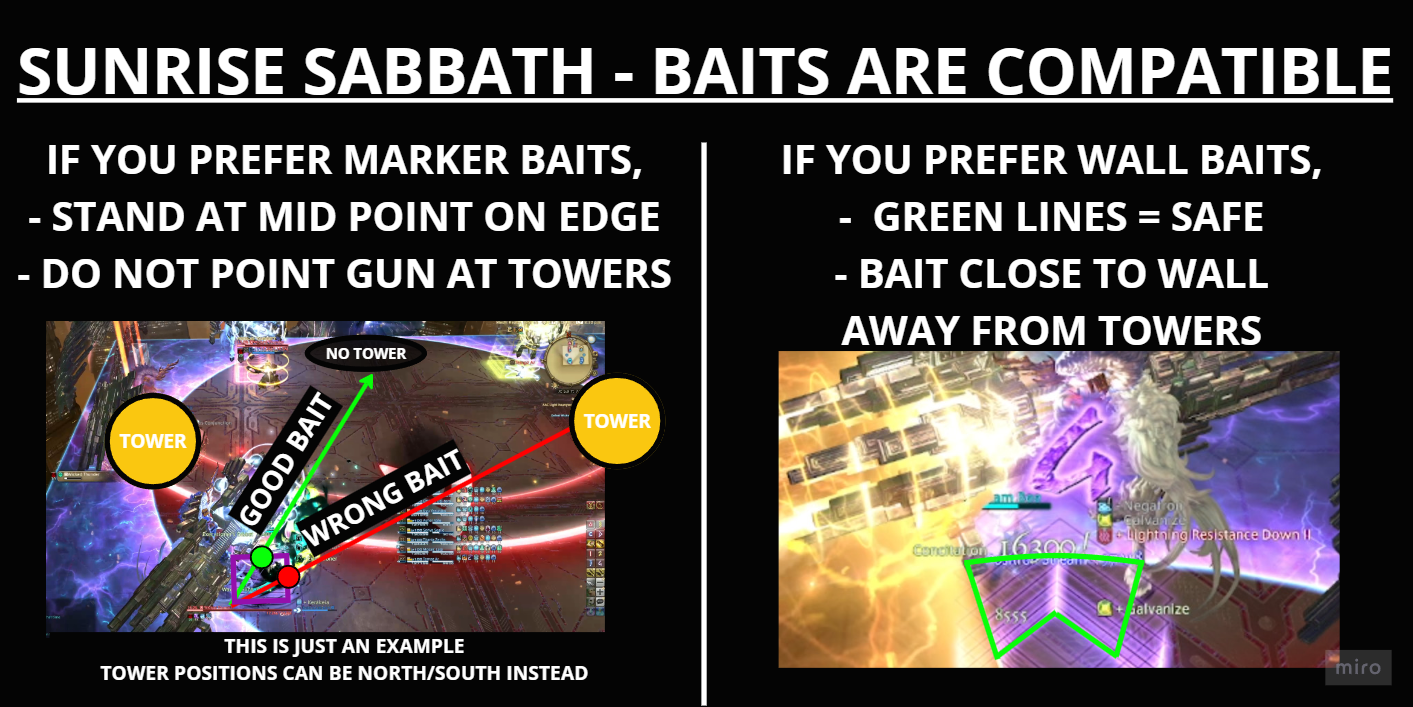 SUNRISE SABBATH - BAITS ARE COMPATIBLE
IF YOU PREFER MARKER BAITS,
- STAND AT MID POINT ON EDGE
- DO NOT POINT GUN AT TOWERS
NO TOWER
TOWER
TOWER
GOOD BAIT
WRONG BAIT
THIS IS JUST AN EXAMPLE
TOWER POSITIONS CAN BE NORTH/SOUTH INSTEAD
IF YOU PREFER WALL BAITS,
- GREEN LINES = SAFE
- BAIT CLOSE TO WALL
AWAY FROM TOWERS
+ Galvanize
+ Lightning Resistance Down II
16300
8555
+ Galvanize
miro